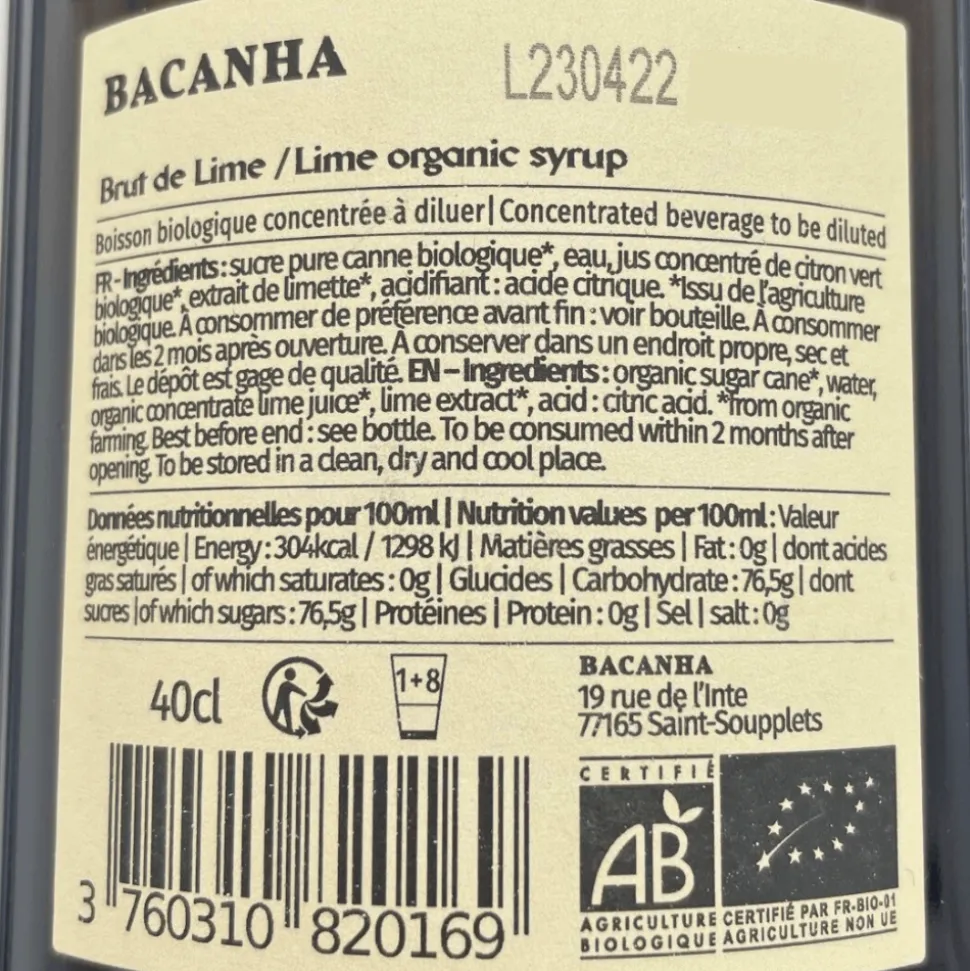 BACANHA
L230422
Brut de Lime / Lime organic syrup
Boisson biologique concentrée à diluer | Concentrated beverage to be diluted
FR - Ingrédients : sucre pure canne biologique*, eau, jus concentré de citron vert
biologique*, extrait de limette*, acidifiant : acide citrique. *Issu de l'agriculture
biologique. À consommer de préférence avant fin : voir bouteille. À consommer
dans les 2 mois après ouverture. À conserver dans un endroit propre, sec et
frais. Le dépôt est gage de qualité. EN – Ingredients : organic sugar cane*, water,
organic concentrate lime juice*, lime extract*, acid : citric acid. *from organic
farming. Best before end : see bottle. To be consumed within 2 months after
opening. To be stored in a clean, dry and cool place.
Données nutritionnelles pour 100ml | Nutrition values per 100ml : Valeur
énergétique | Energy : 304kcal / 1298 kJ | Matières grasses | Fat : 0g | dont acides
gras saturés | of which saturates : 0g | Glucides | Carbohydrate : 76,5g | dont
sucres | of which sugars : 76,5g | Protéines | Protein : 0g | Sel | salt : 0g
40cl
1+8
BACANHA
19 rue de l'Inte
77165 Saint-Soupplets
CERTIFIÉ
AB
AGRICULTURE
BIOLOGIQUE
CERTIFIÉ PAR FR-BIO-01
AGRICULTURE NON UE
3 760310 820169